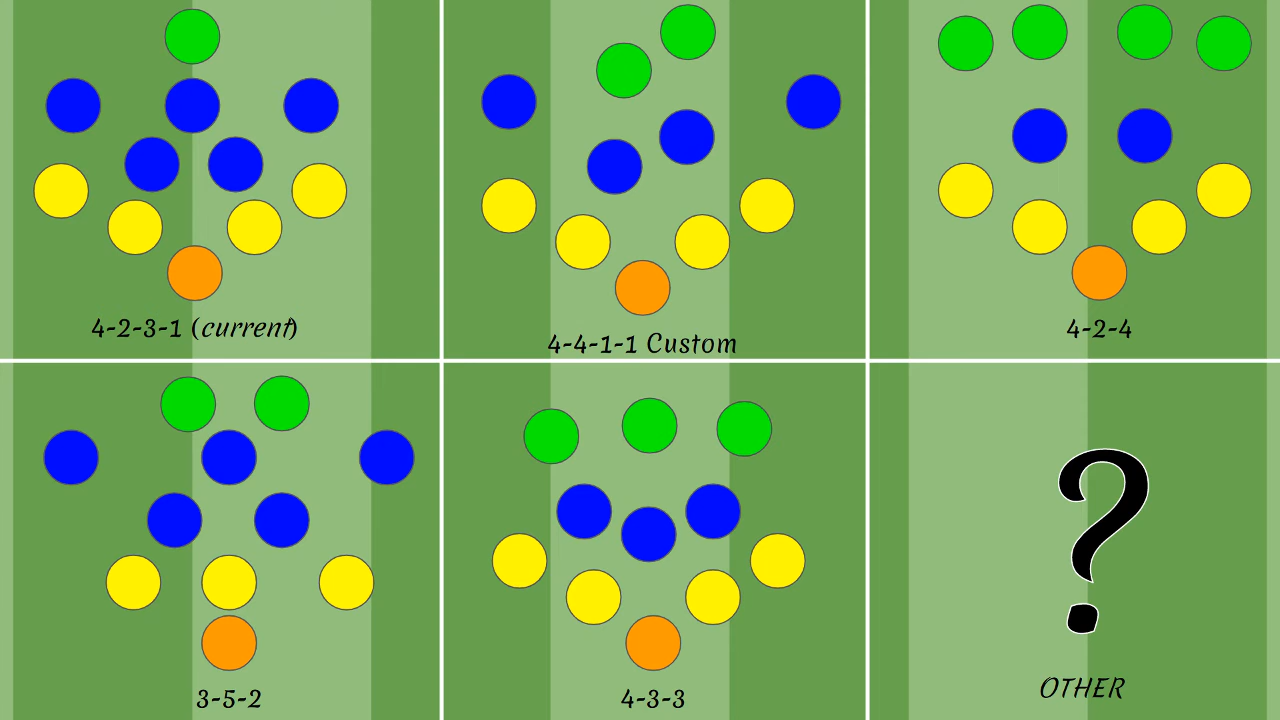 4-2-3-1 (current)
4-4-1-1 Custom
4-2-4
3-5-2
4-3-3
?
OTHER